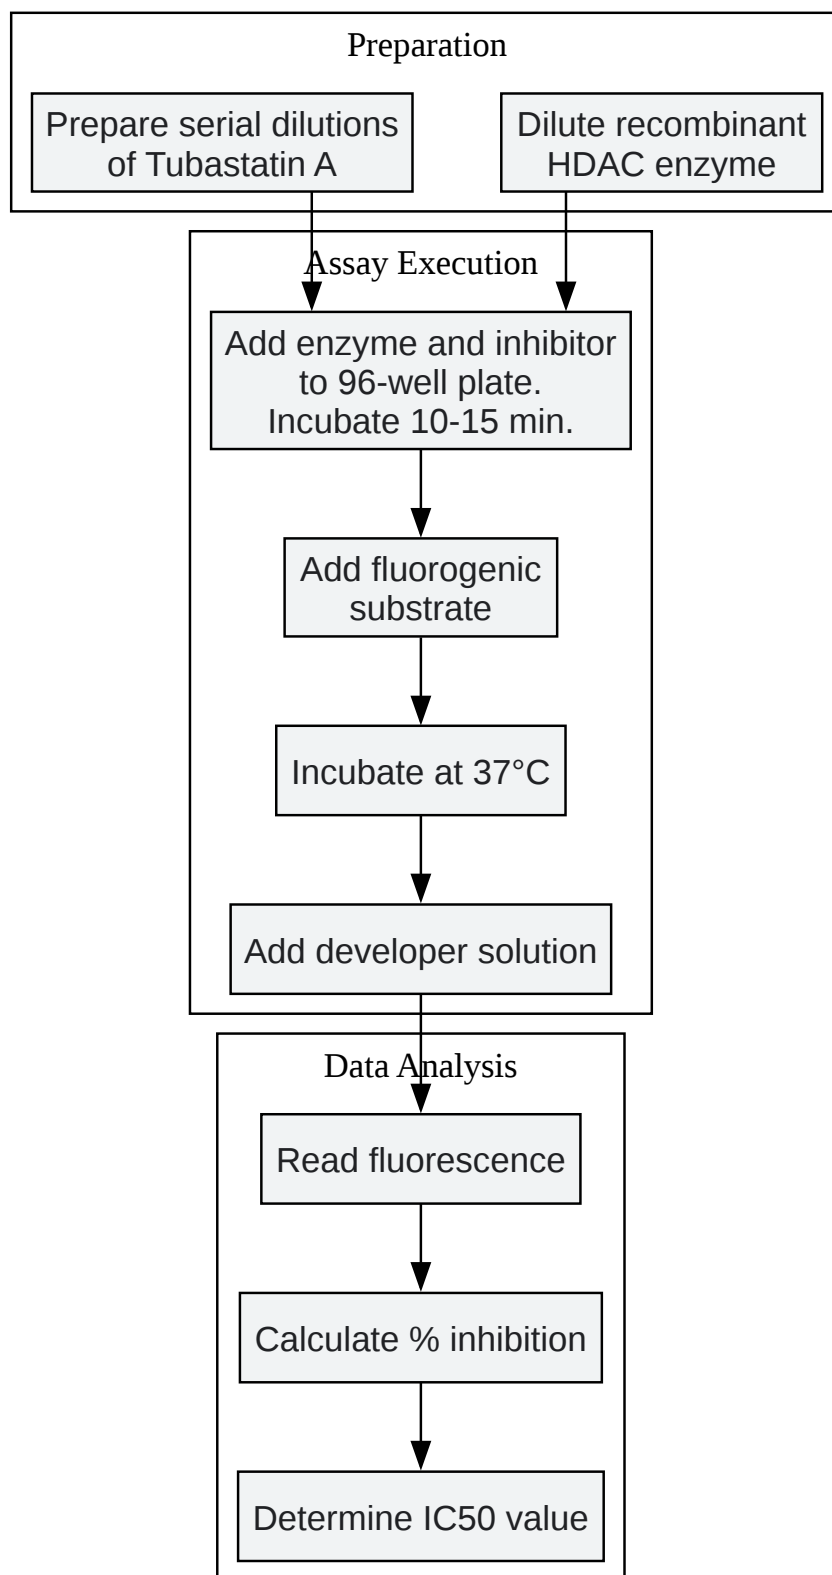 Preparation
Prepare serial dilutions
of Tubastatin A
Dilute recombinant
HDAC enzyme
Assay Execution
Add enzyme and inhibitor
to 96-well plate.
Incubate 10-15 min.
Add fluorogenic
substrate
Incubate at 37°C
Add developer solution
Data Analysis
Read fluorescence
Calculate % inhibition
Determine IC50 value